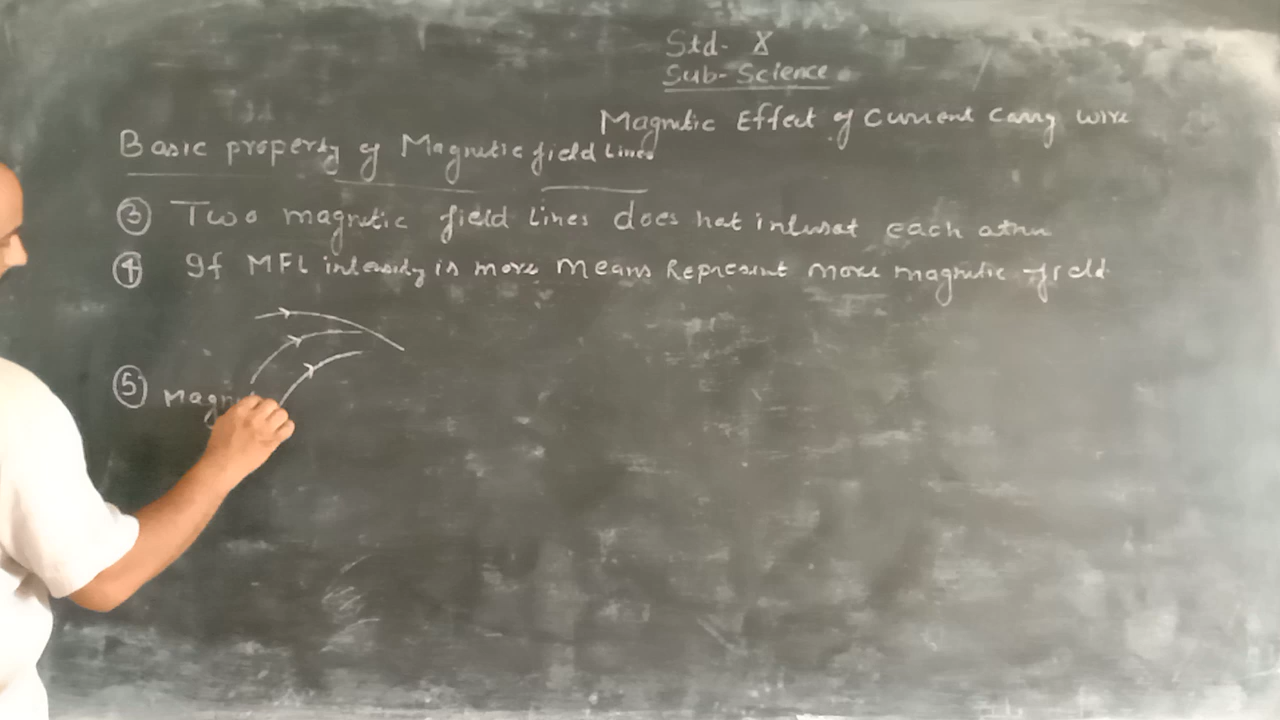 Std- X
Sub-Science
Magnetic Effect of Current Carry wire
Basic property of Magnetic field Lines
③ Two magnetic field Lines does not intersect each other
④ If MFL intensity is more Means Represent more magnetic field
⑤ Magn